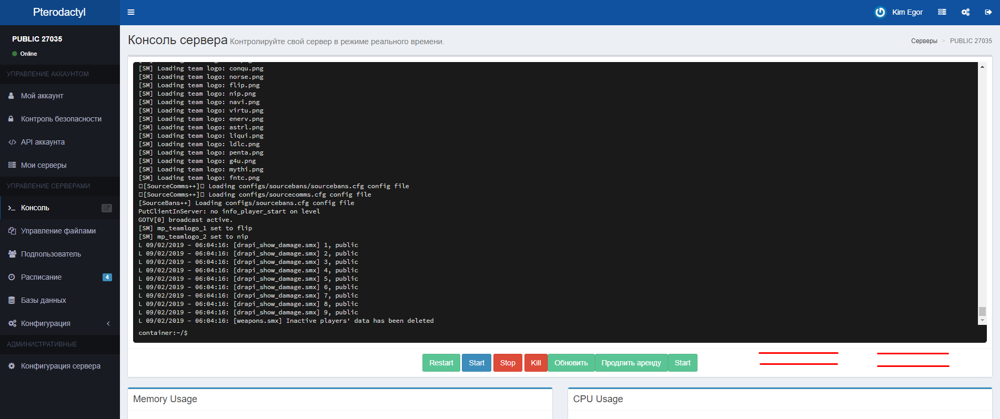 Pterodactyl
Kim Egor
PUBLIC 27035
Online
УПРАВЛЕНИЕ АККАУНТОМ
Мой аккаунт
Контроль безопасности
API аккаунта
Мои серверы
УПРАВЛЕНИЕ СЕРВЕРАМИ
Консоль
Управление файлами
Подпользователь
Расписание 4
Базы данных
Конфигурация
АДМИНИСТРАТИВНЫЕ
Конфигурация сервера
Консоль сервера Контролируйте свой сервер в режиме реального времени.
Серверы > PUBLIC 27035
[SM] Loading team logo: conqu.png
[SM] Loading team logo: norse.png
[SM] Loading team logo: flip.png
[SM] Loading team logo: nip.png
[SM] Loading team logo: navi.png
[SM] Loading team logo: virtu.png
[SM] Loading team logo: enerv.png
[SM] Loading team logo: astrl.png
[SM] Loading team logo: liqui.png
[SM] Loading team logo: ldlc.png
[SM] Loading team logo: penta.png
[SM] Loading team logo: g4u.png
[SM] Loading team logo: mythi.png
[SM] Loading team logo: fntc.png
[SourceComms++] Loading configs/sourcebans/sourcebans.cfg config file
[SourceComms++] Loading configs/sourcecomms.cfg config file
[SourceBans++] Loading configs/sourcebans.cfg config file
PutClientInServer: no info_player_start on level
GOTV[0] broadcast active.
[SM] mp_teamlogo_1 set to flip
[SM] mp_teamlogo_2 set to nip
L 09/02/2019 - 06:04:16: [drapi_show_damage.smx] 1, public
L 09/02/2019 - 06:04:16: [drapi_show_damage.smx] 2, public
L 09/02/2019 - 06:04:16: [drapi_show_damage.smx] 3, public
L 09/02/2019 - 06:04:16: [drapi_show_damage.smx] 4, public
L 09/02/2019 - 06:04:16: [drapi_show_damage.smx] 5, public
L 09/02/2019 - 06:04:16: [drapi_show_damage.smx] 6, public
L 09/02/2019 - 06:04:16: [drapi_show_damage.smx] 7, public
L 09/02/2019 - 06:04:16: [drapi_show_damage.smx] 8, public
L 09/02/2019 - 06:04:16: [drapi_show_damage.smx] 9, public
L 09/02/2019 - 06:04:16: [weapons.smx] Inactive players' data has been deleted
container:~/$
Restart Start Stop Kill Обновить Продлить аренду Start
Memory Usage
CPU Usage